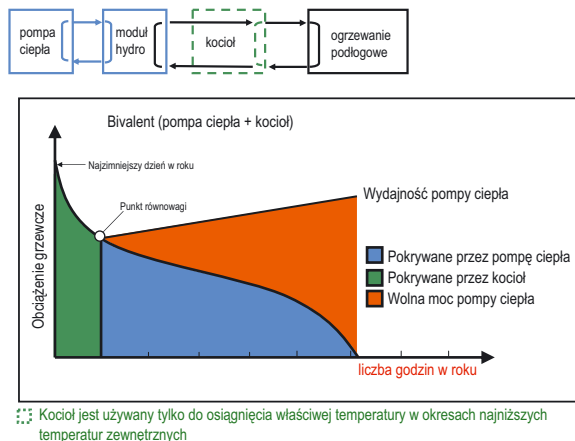 pompa
ciepła
moduł
hydro
kocioł
ogrzewanie
podłogowe
Bivalent (pompa ciepła + kocioł)
Najzimniejszy dzień w roku
Punkt równowagi
Wydajność pompy ciepła
Obciążenie grzewcze
Pokrywane przez pompę ciepła
Pokrywane przez kocioł
Wolna moc pompy ciepła
liczba godzin w roku
Kocioł jest używany tylko do osiągnięcia właściwej temperatury w okresach najniższych
temperatur zewnętrznych